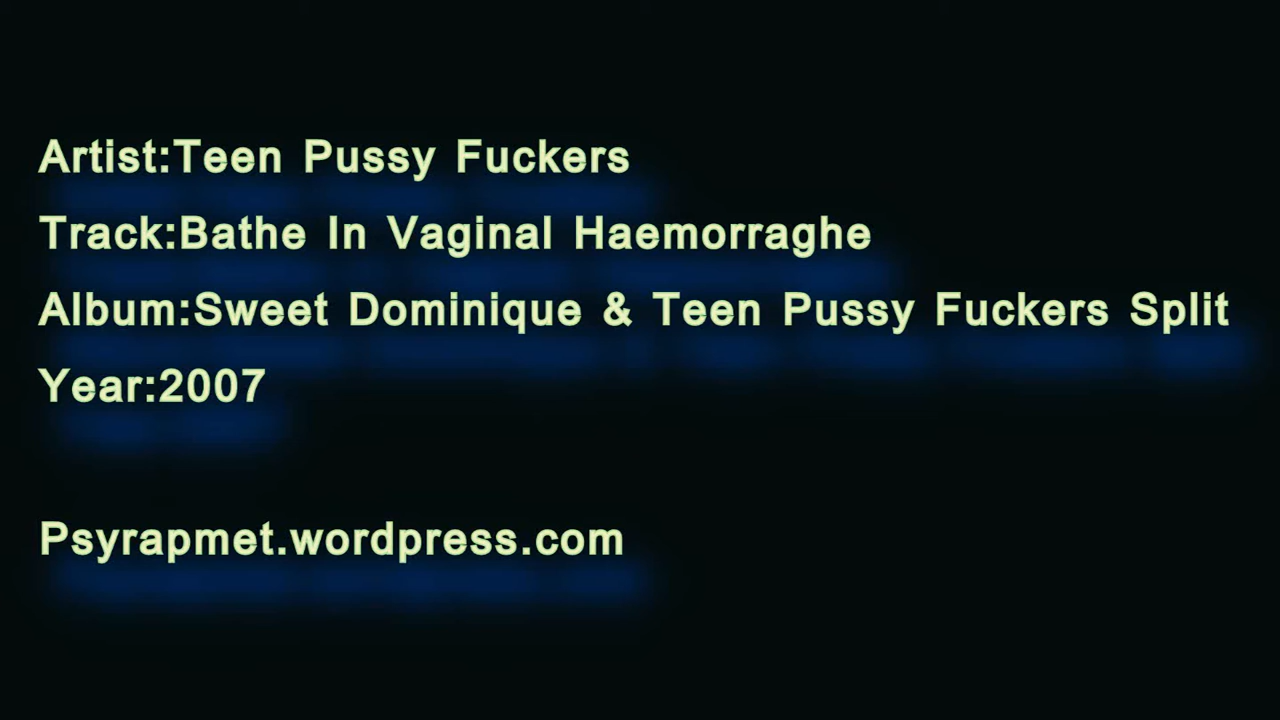 Artist:Teen Pussy Fuckers
Track:Bathe In Vaginal Haemorraghe
Album:Sweet Dominique & Teen Pussy Fuckers Split
Year:2007
Psyrapmet.wordpress.com